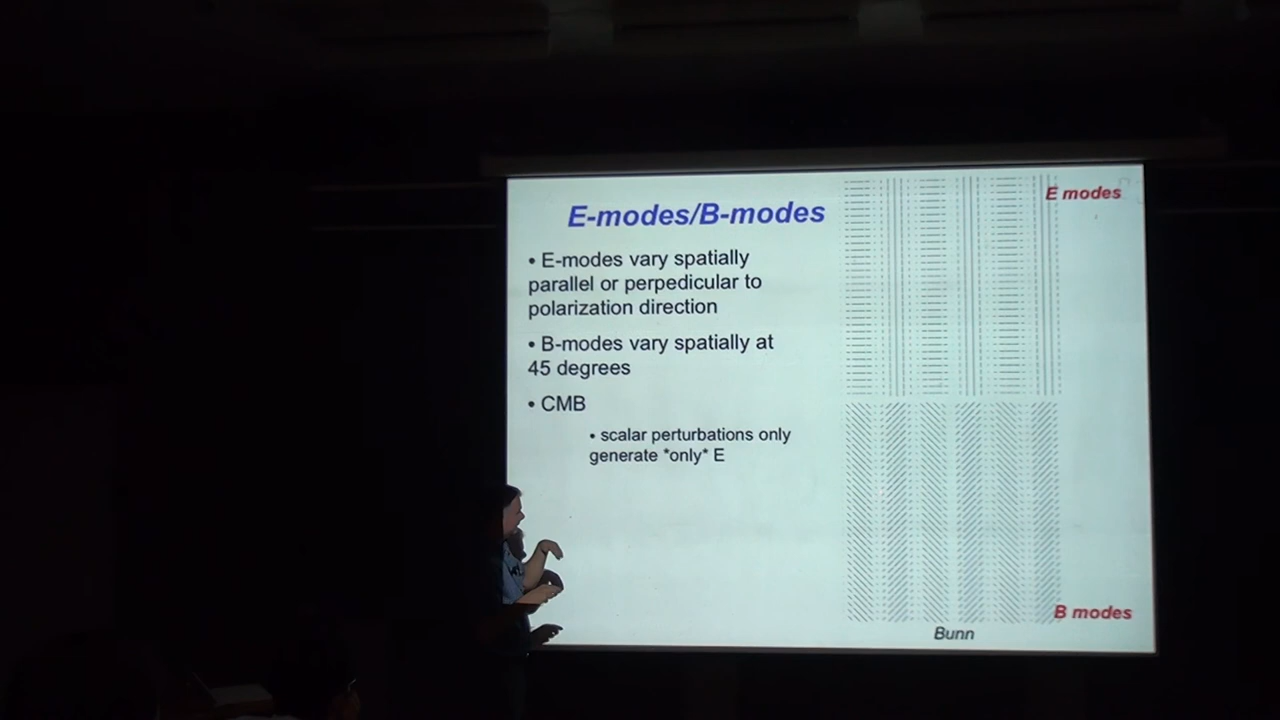 E-modes/B-modes
• E-modes vary spatially
parallel or perpedicular to
polarization direction
• B-modes vary spatially at
45 degrees
• CMB
• scalar perturbations only
generate *only* E
E modes
B modes
Bunn